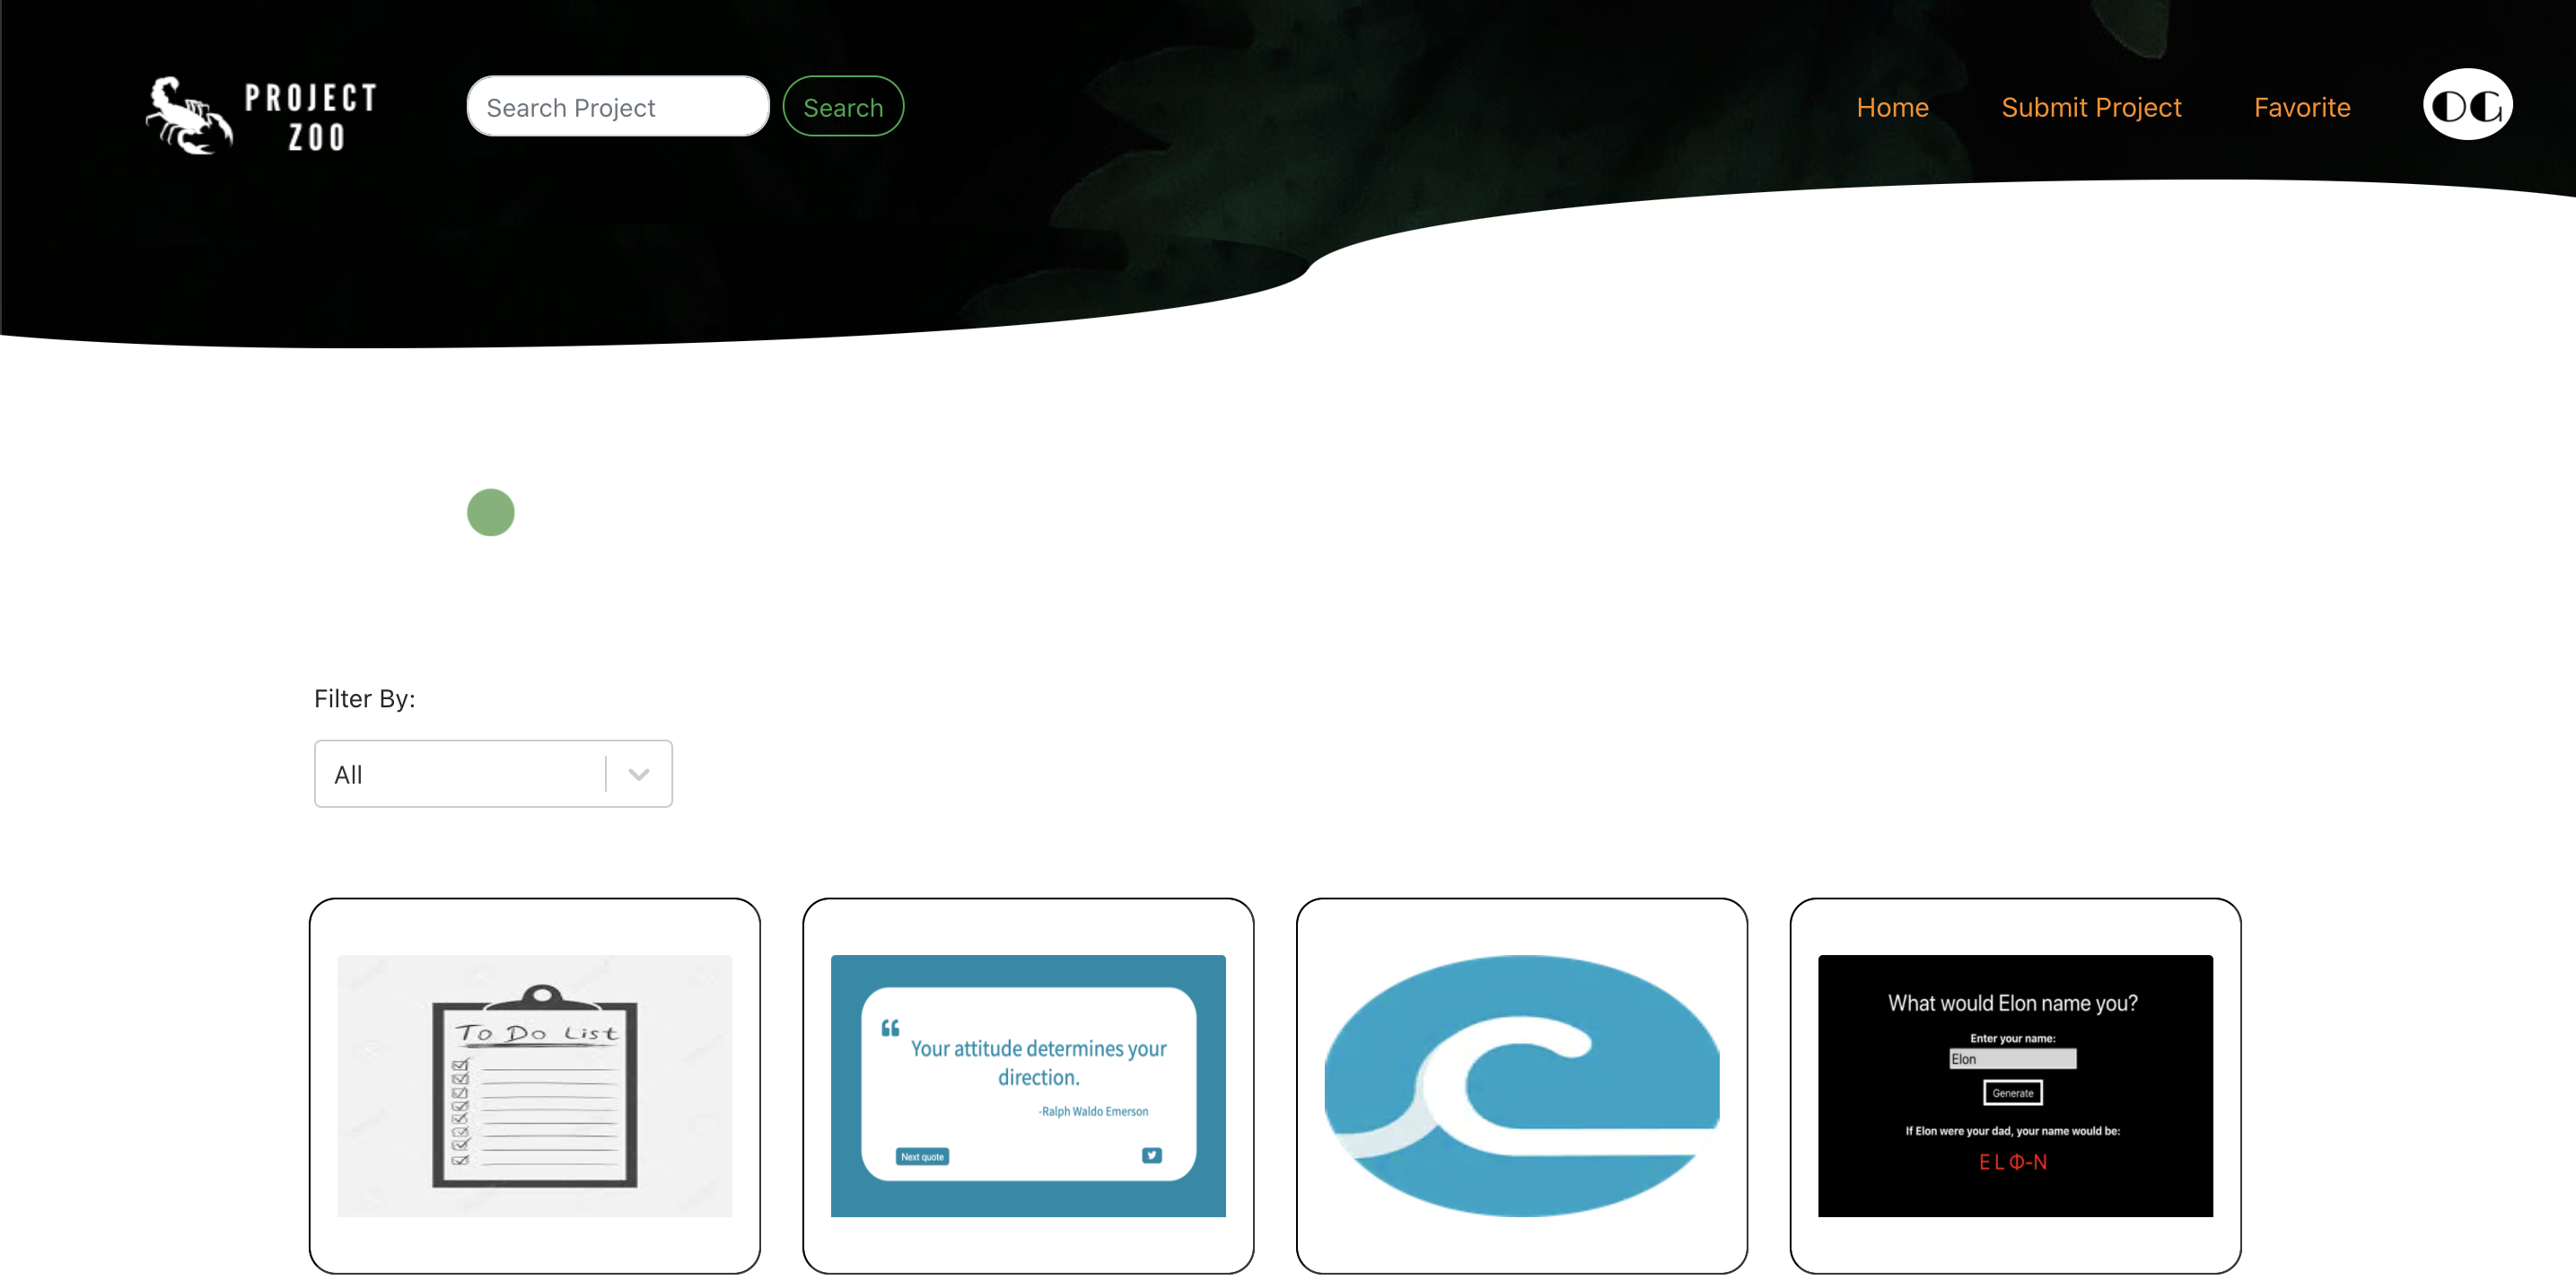 PROJECT
ZOO
Search Project
Search
Home
Submit Project
Favorite
OG
Filter By:
All
To Do List
“
Your attitude determines your
direction.
-Ralph Waldo Emerson
Next quote
What would Elon name you?
Enter your name:
Elon
Generate
If Elon were your dad, your name would be:
E L Φ-N